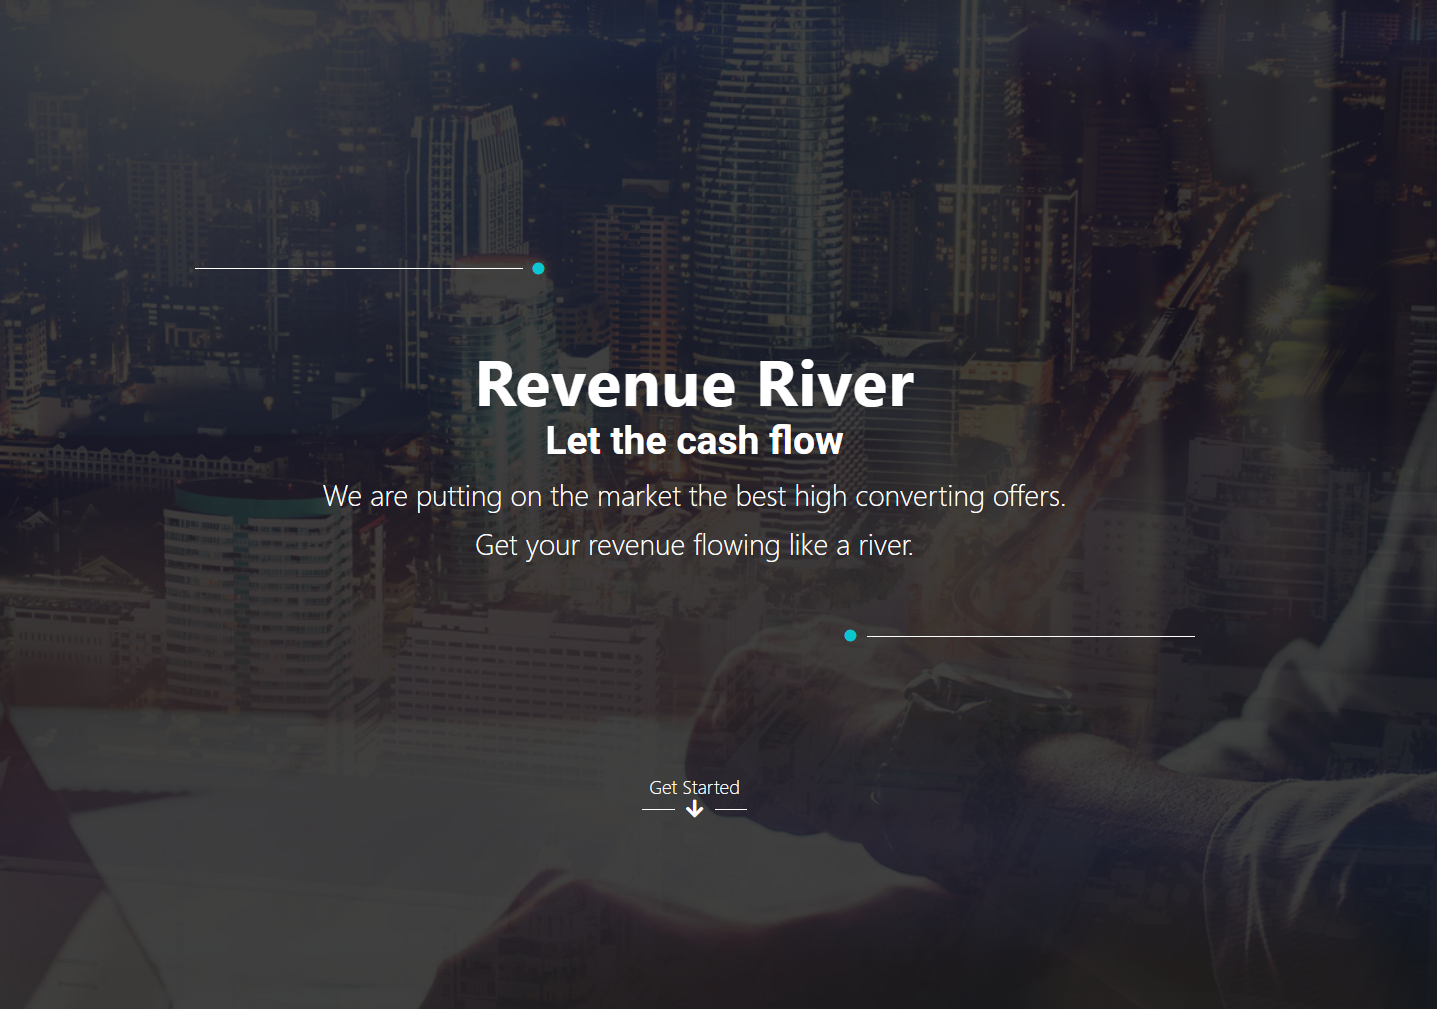 Revenue River
Let the cash flow
We are putting on the market the best high converting offers.
Get your revenue flowing like a river.
Get Started